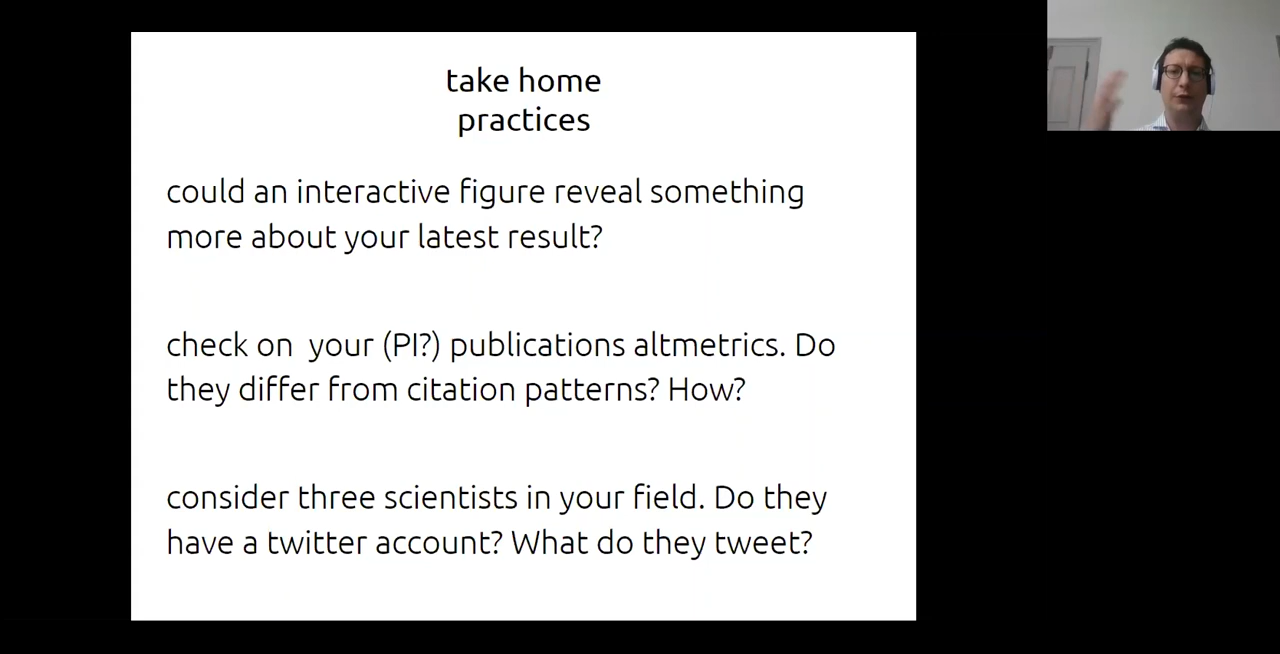 take home
practices
could an interactive figure reveal something
more about your latest result?
check on  your (PI?) publications altmetrics. Do
they differ from citation patterns? How?
consider three scientists in your field. Do they
have a twitter account? What do they tweet?